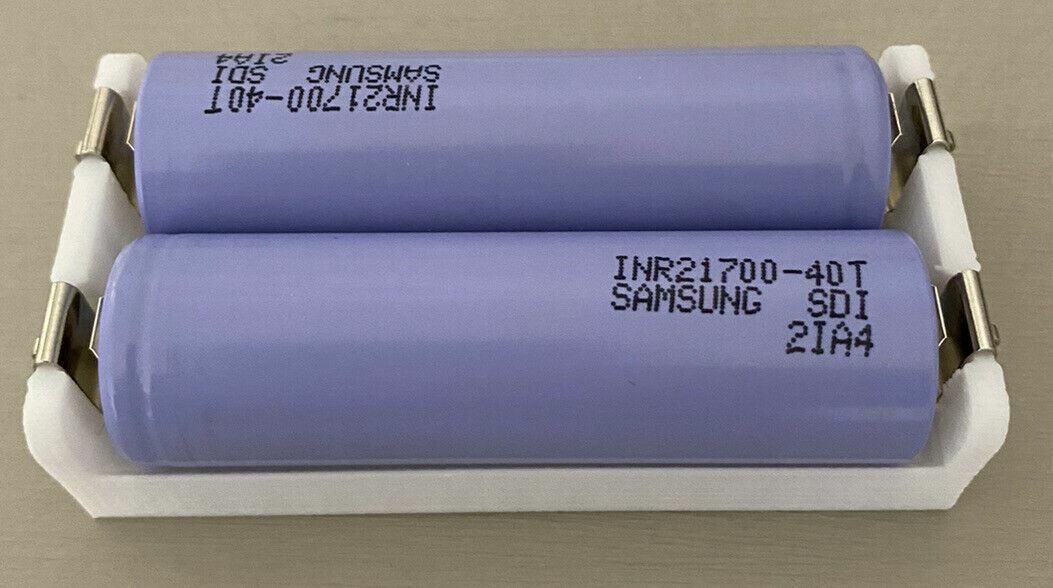 INR21700-40T
SAMSUNG SDI
2IA4
INR21700-40T
SAMSUNG SDI
2IA4